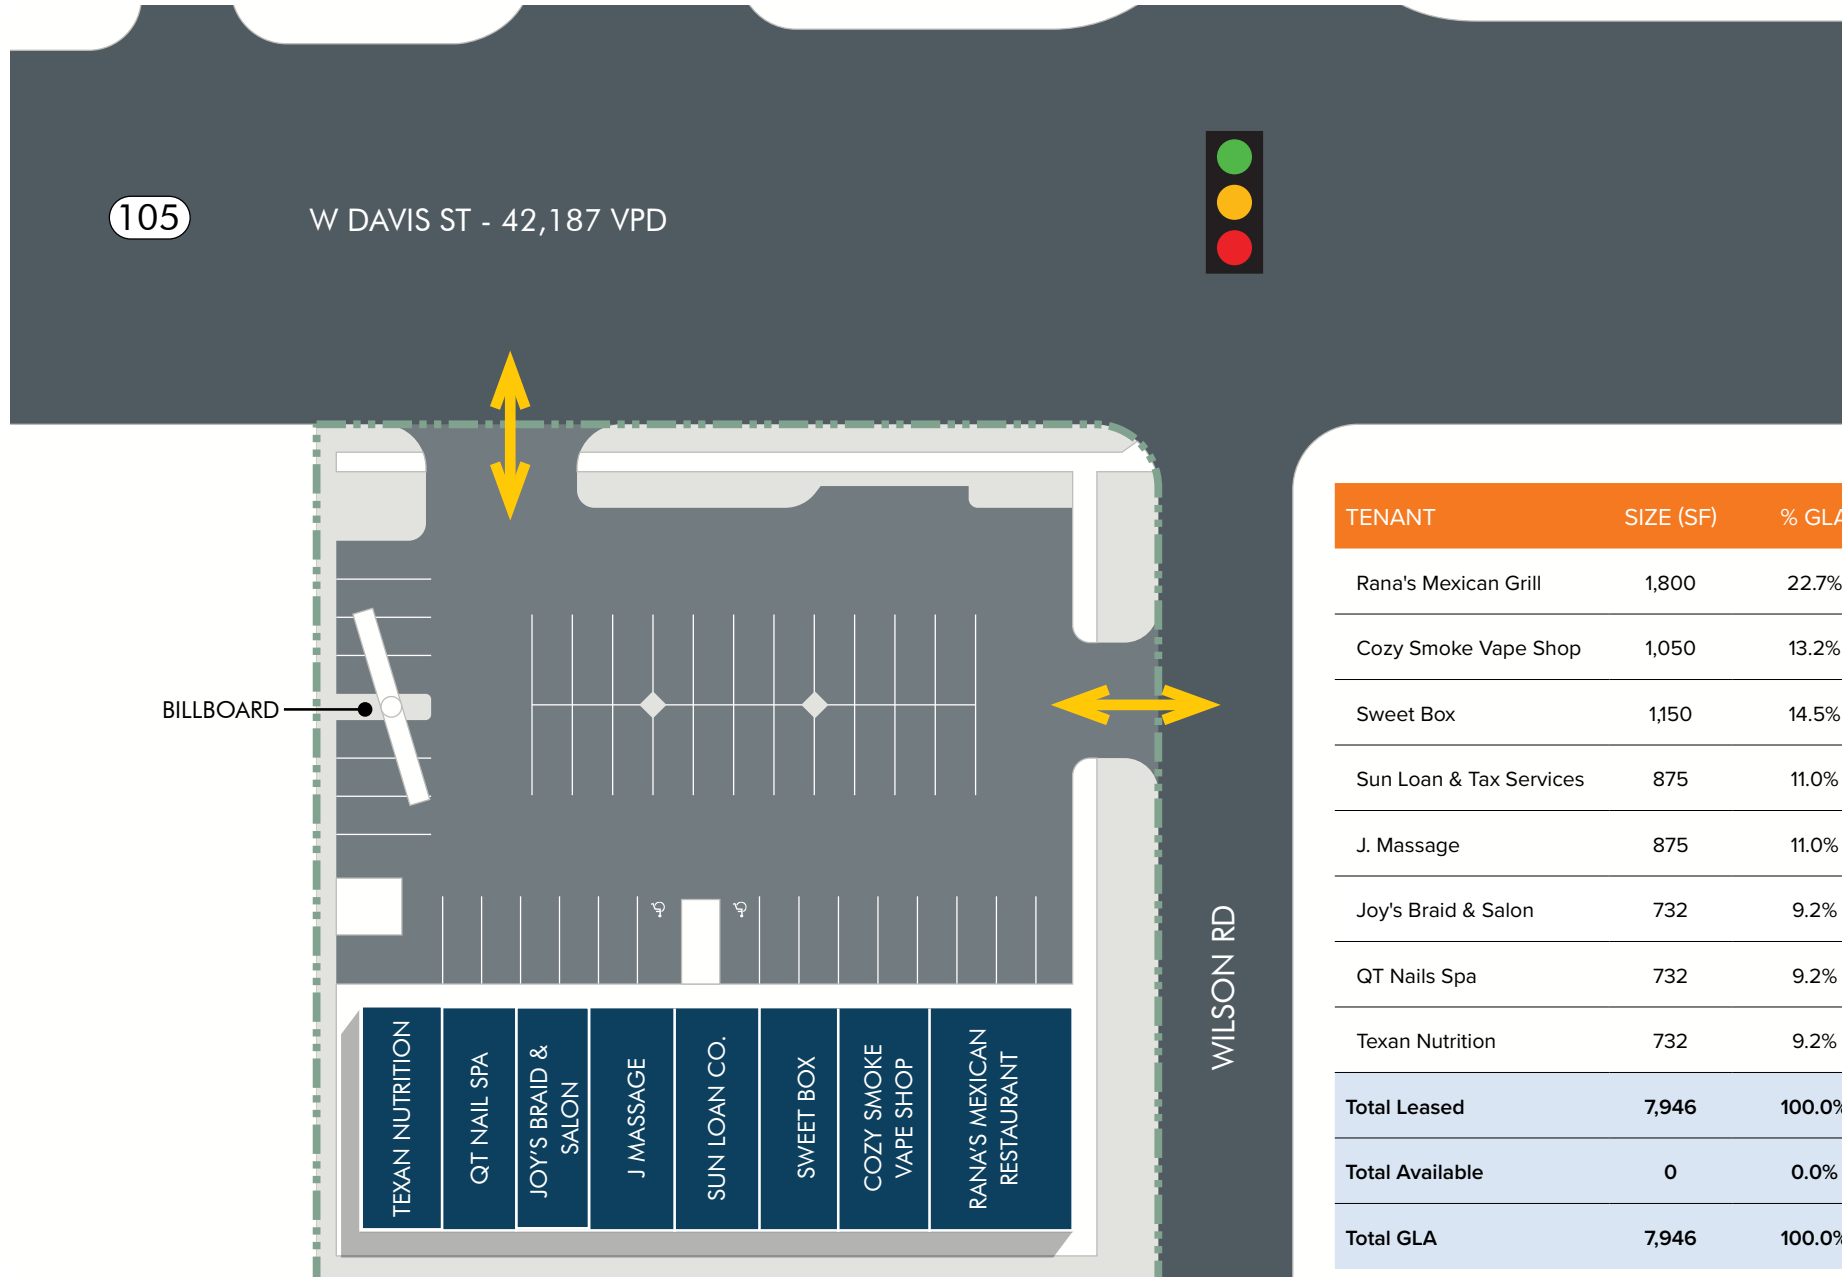 105
W DAVIS ST - 42,187 VPD
BILLBOARD
WILSON RD
TEXAN NUTRITION
QT NAIL SPA
JOY'S BRAID &
SALON
J MASSAGE
SUN LOAN CO.
SWEET BOX
COZY SMOKE
VAPE SHOP
RANA'S MEXICAN
RESTAURANT
TENANT SIZE (SF) % GLA
Rana's Mexican Grill 1,800 22.7%
Cozy Smoke Vape Shop 1,050 13.2%
Sweet Box 1,150 14.5%
Sun Loan & Tax Services 875 11.0%
J. Massage 875 11.0%
Joy's Braid & Salon 732 9.2%
QT Nails Spa 732 9.2%
Texan Nutrition 732 9.2%
Total Leased 7,946 100.0%
Total Available 0 0.0%
Total GLA 7,946 100.0%